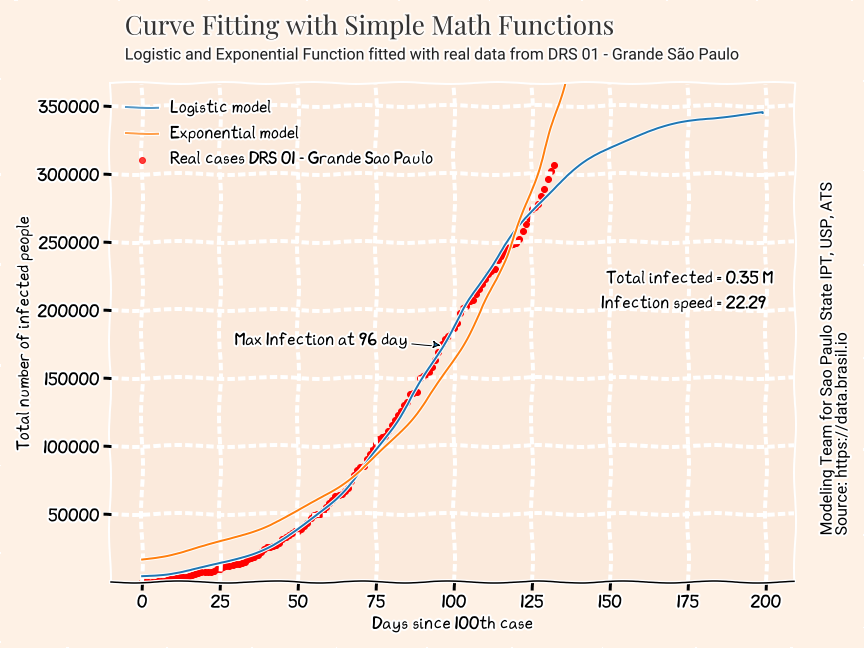 Curve Fitting with Simple Math Functions
Logistic and Exponential Function fitted with real data from DRS 01 - Grande São Paulo
Logistic model
Exponential model
Real cases DRS 01 - Grande Sao Paulo
350000
300000
250000
200000
150000
100000
50000
Total number of infected people
Total infected = 0.35 M
Infection speed = 22.29
Max Infection at 96 day
0 25 50 75 100 125 150 175 200
Days since 100th case
Modeling Team for Sao Paulo State IPT, USP, ATS
Source: https://data.brasil.io